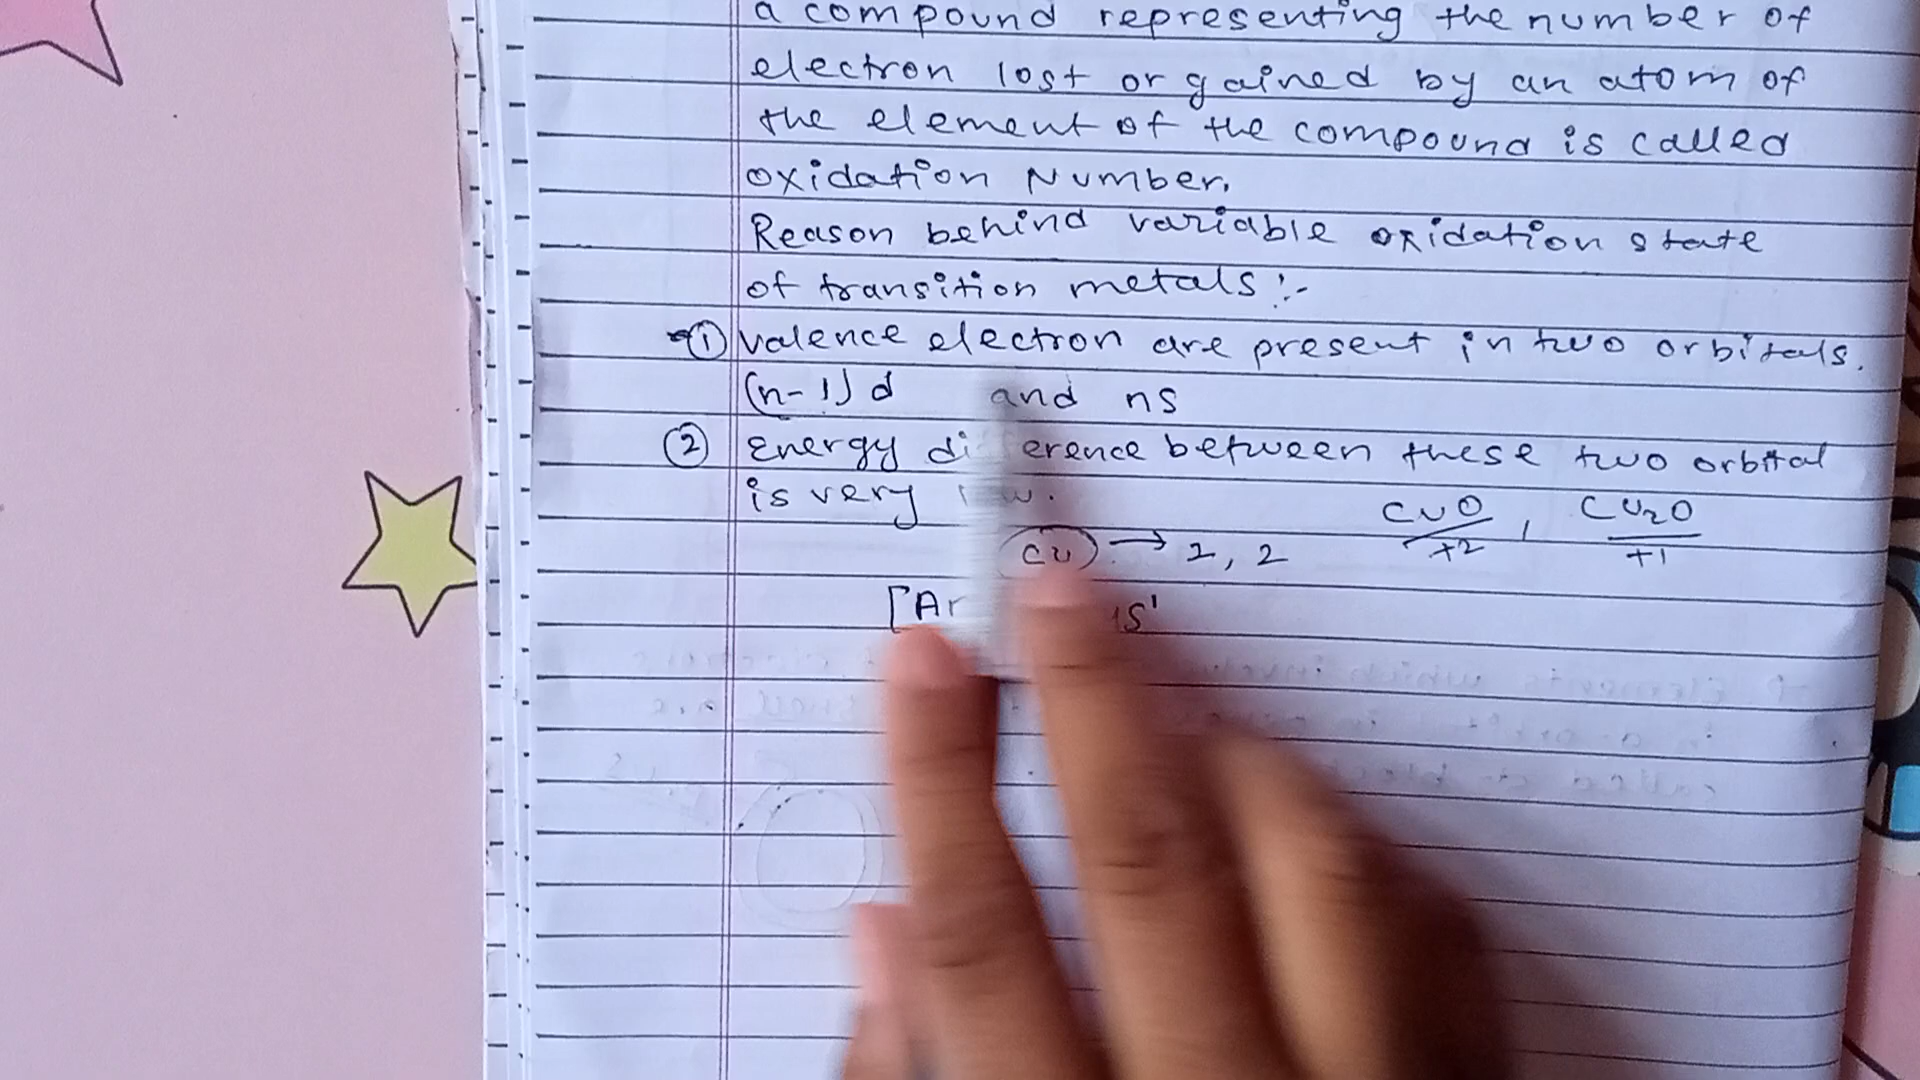 a compound representing the number of
electron lost or gained by an atom of
the element of the compound is called
oxidation Number.
Reason behind variable oxidation state
of transition metals :-
① valence electron are present in two orbitals.
(n-1)d and ns
② Energy di erence between these two orbital
is very
CuO , Cu₂O
Cu → 1, 2 +2 +1
[Ar s¹